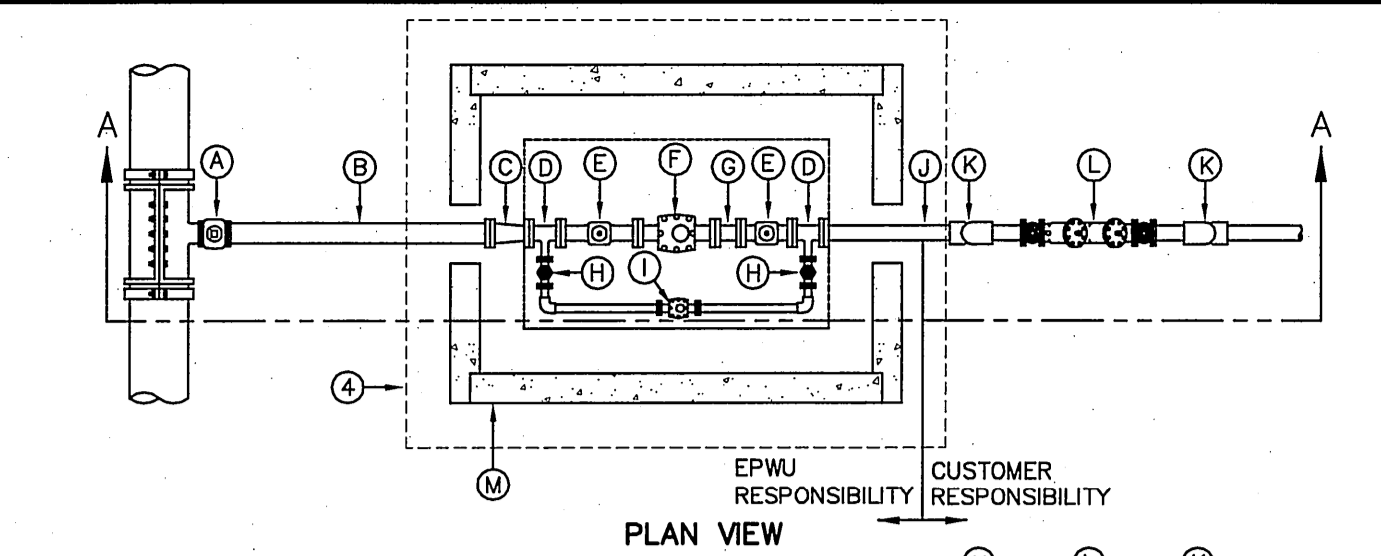 A
A
A
B
C
D
E
F
G
E
D
J
K
L
K
H
I
H
4
M
EPWU
RESPONSIBILITY
CUSTOMER
RESPONSIBILITY
PLAN VIEW